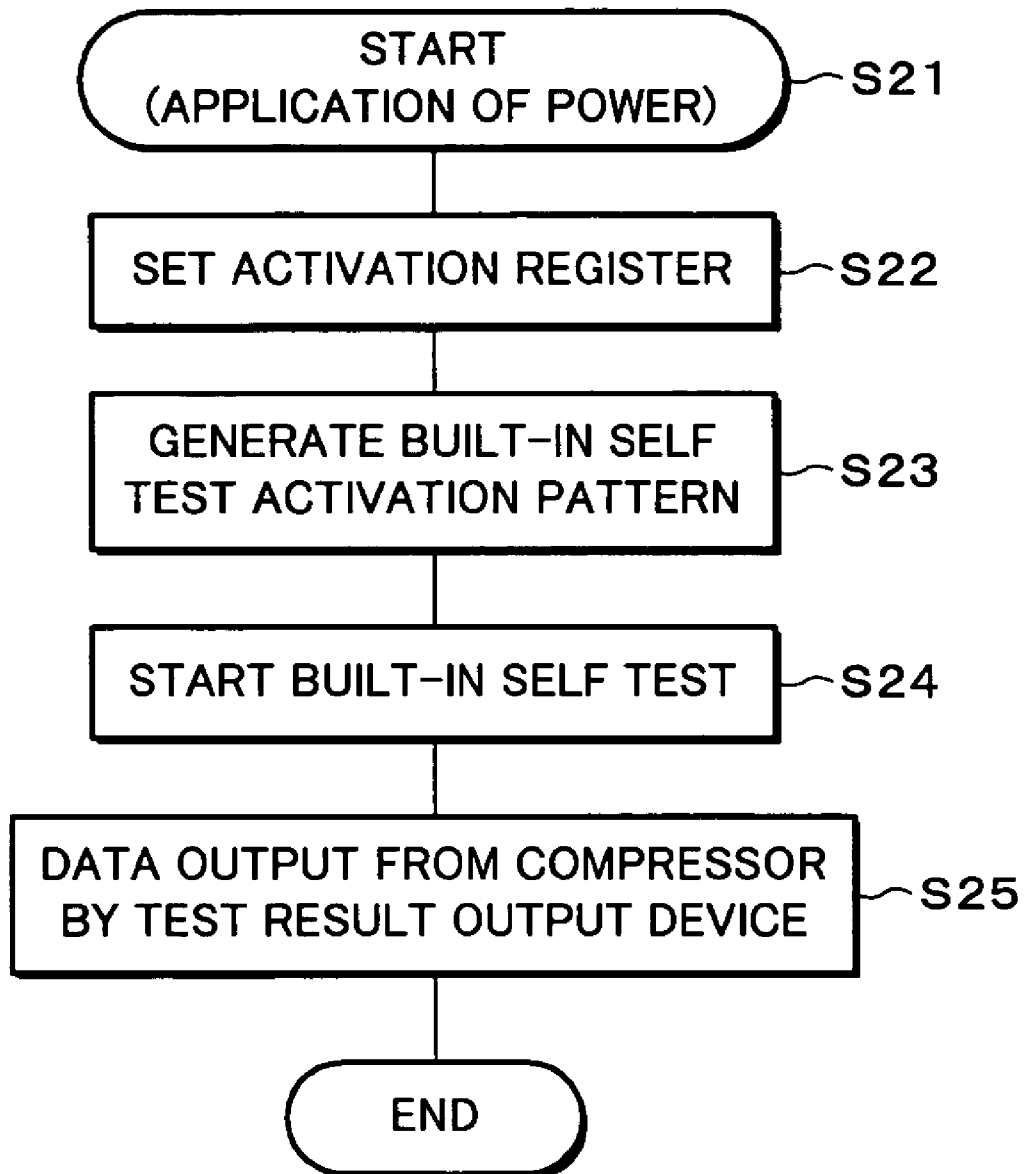 START
(APPLICATION OF POWER)
S21
SET ACTIVATION REGISTER
S22
GENERATE BUILT-IN SELF
TEST ACTIVATION PATTERN
S23
START BUILT-IN SELF TEST
S24
DATA OUTPUT FROM COMPRESSOR
BY TEST RESULT OUTPUT DEVICE
S25
END